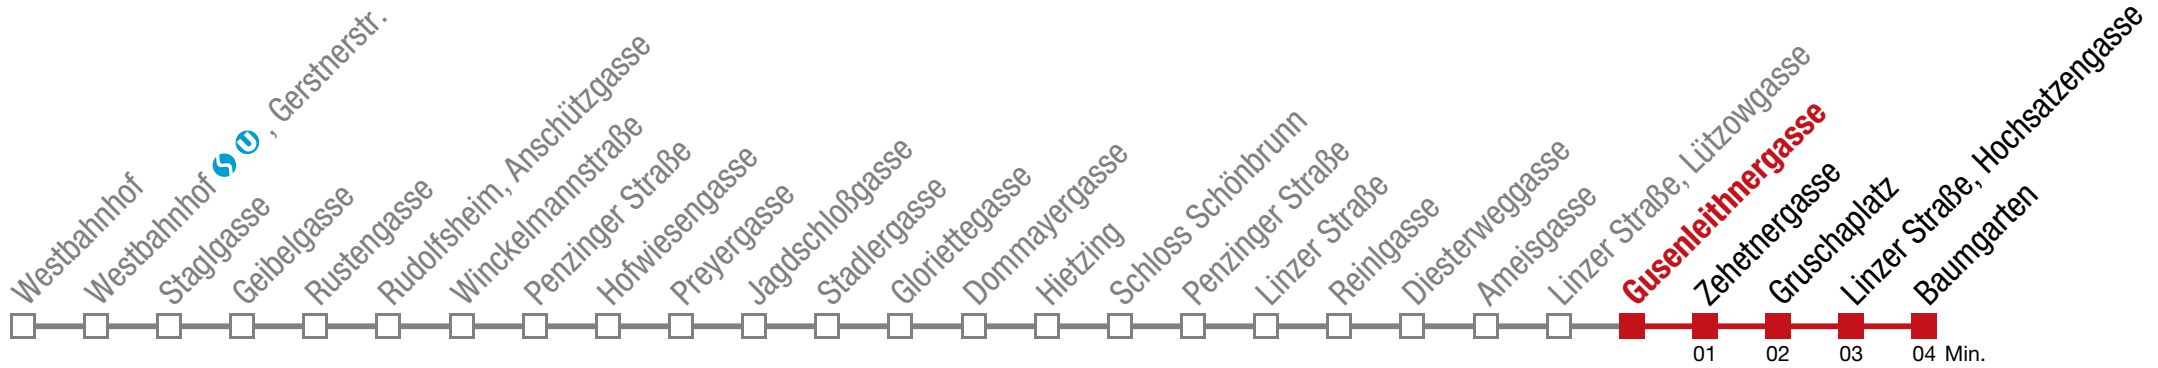 Westbahnhof
Westbahnhof S U, Gerstnerstr.
Staglgasse
Geibelgasse
Rustengasse
Rudolfsheim, Anschützgasse
Winckelmannstraße
Penzinger Straße
Hofwiesengasse
Preyergasse
Jagdschloßgasse
Stadlergasse
Gloriettegasse
Dommayergasse
Hietzing
Schloss Schönbrunn
Penzinger Straße
Linzer Straße
Reinlgasse
Diesterweggasse
Ameisgasse
Linzer Straße, Lützowgasse
Gusenleithnergasse
Zehetnergasse
Gruschaplatz
Linzer Straße, Hochsatzengasse
Baumgarten
01 02 03 04 Min.